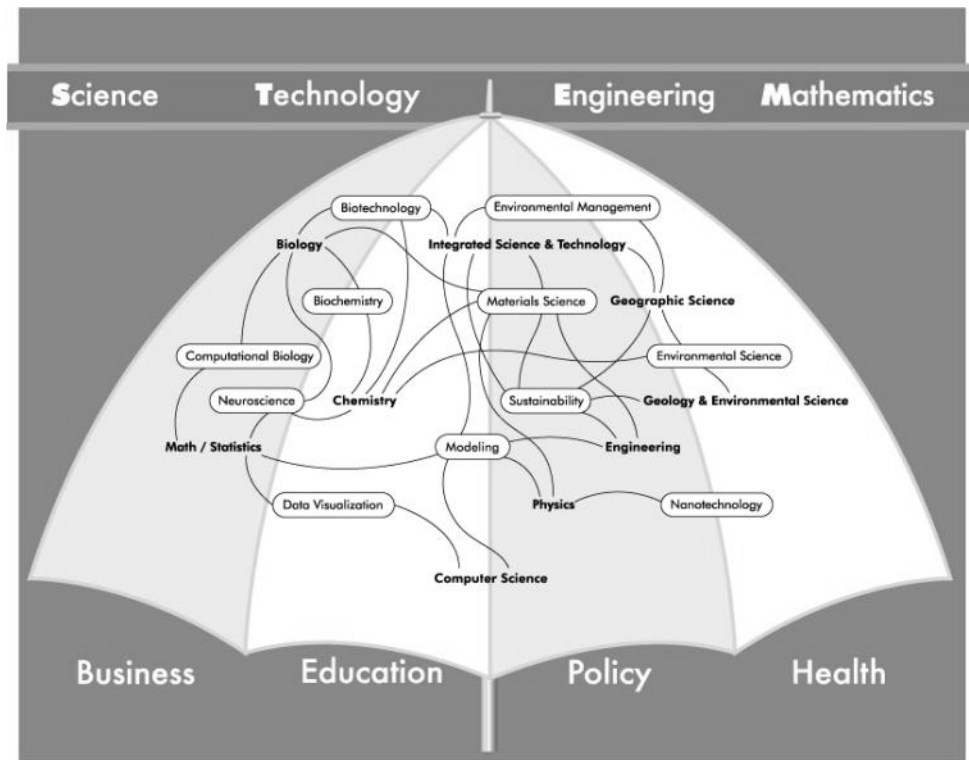 Science
Technology
Engineering
Mathematics
Biotechnology
Environmental Management
Biology
Integrated Science & Technology
Biochemistry
Materials Science
Geographic Science
Computational Biology
Environmental Science
Neuroscience
Chemistry
Sustainability
Geology & Environmental Science
Math / Statistics
Modeling
Engineering
Data Visualization
Physics
Nanotechnology
Computer Science
Business
Education
Policy
Health